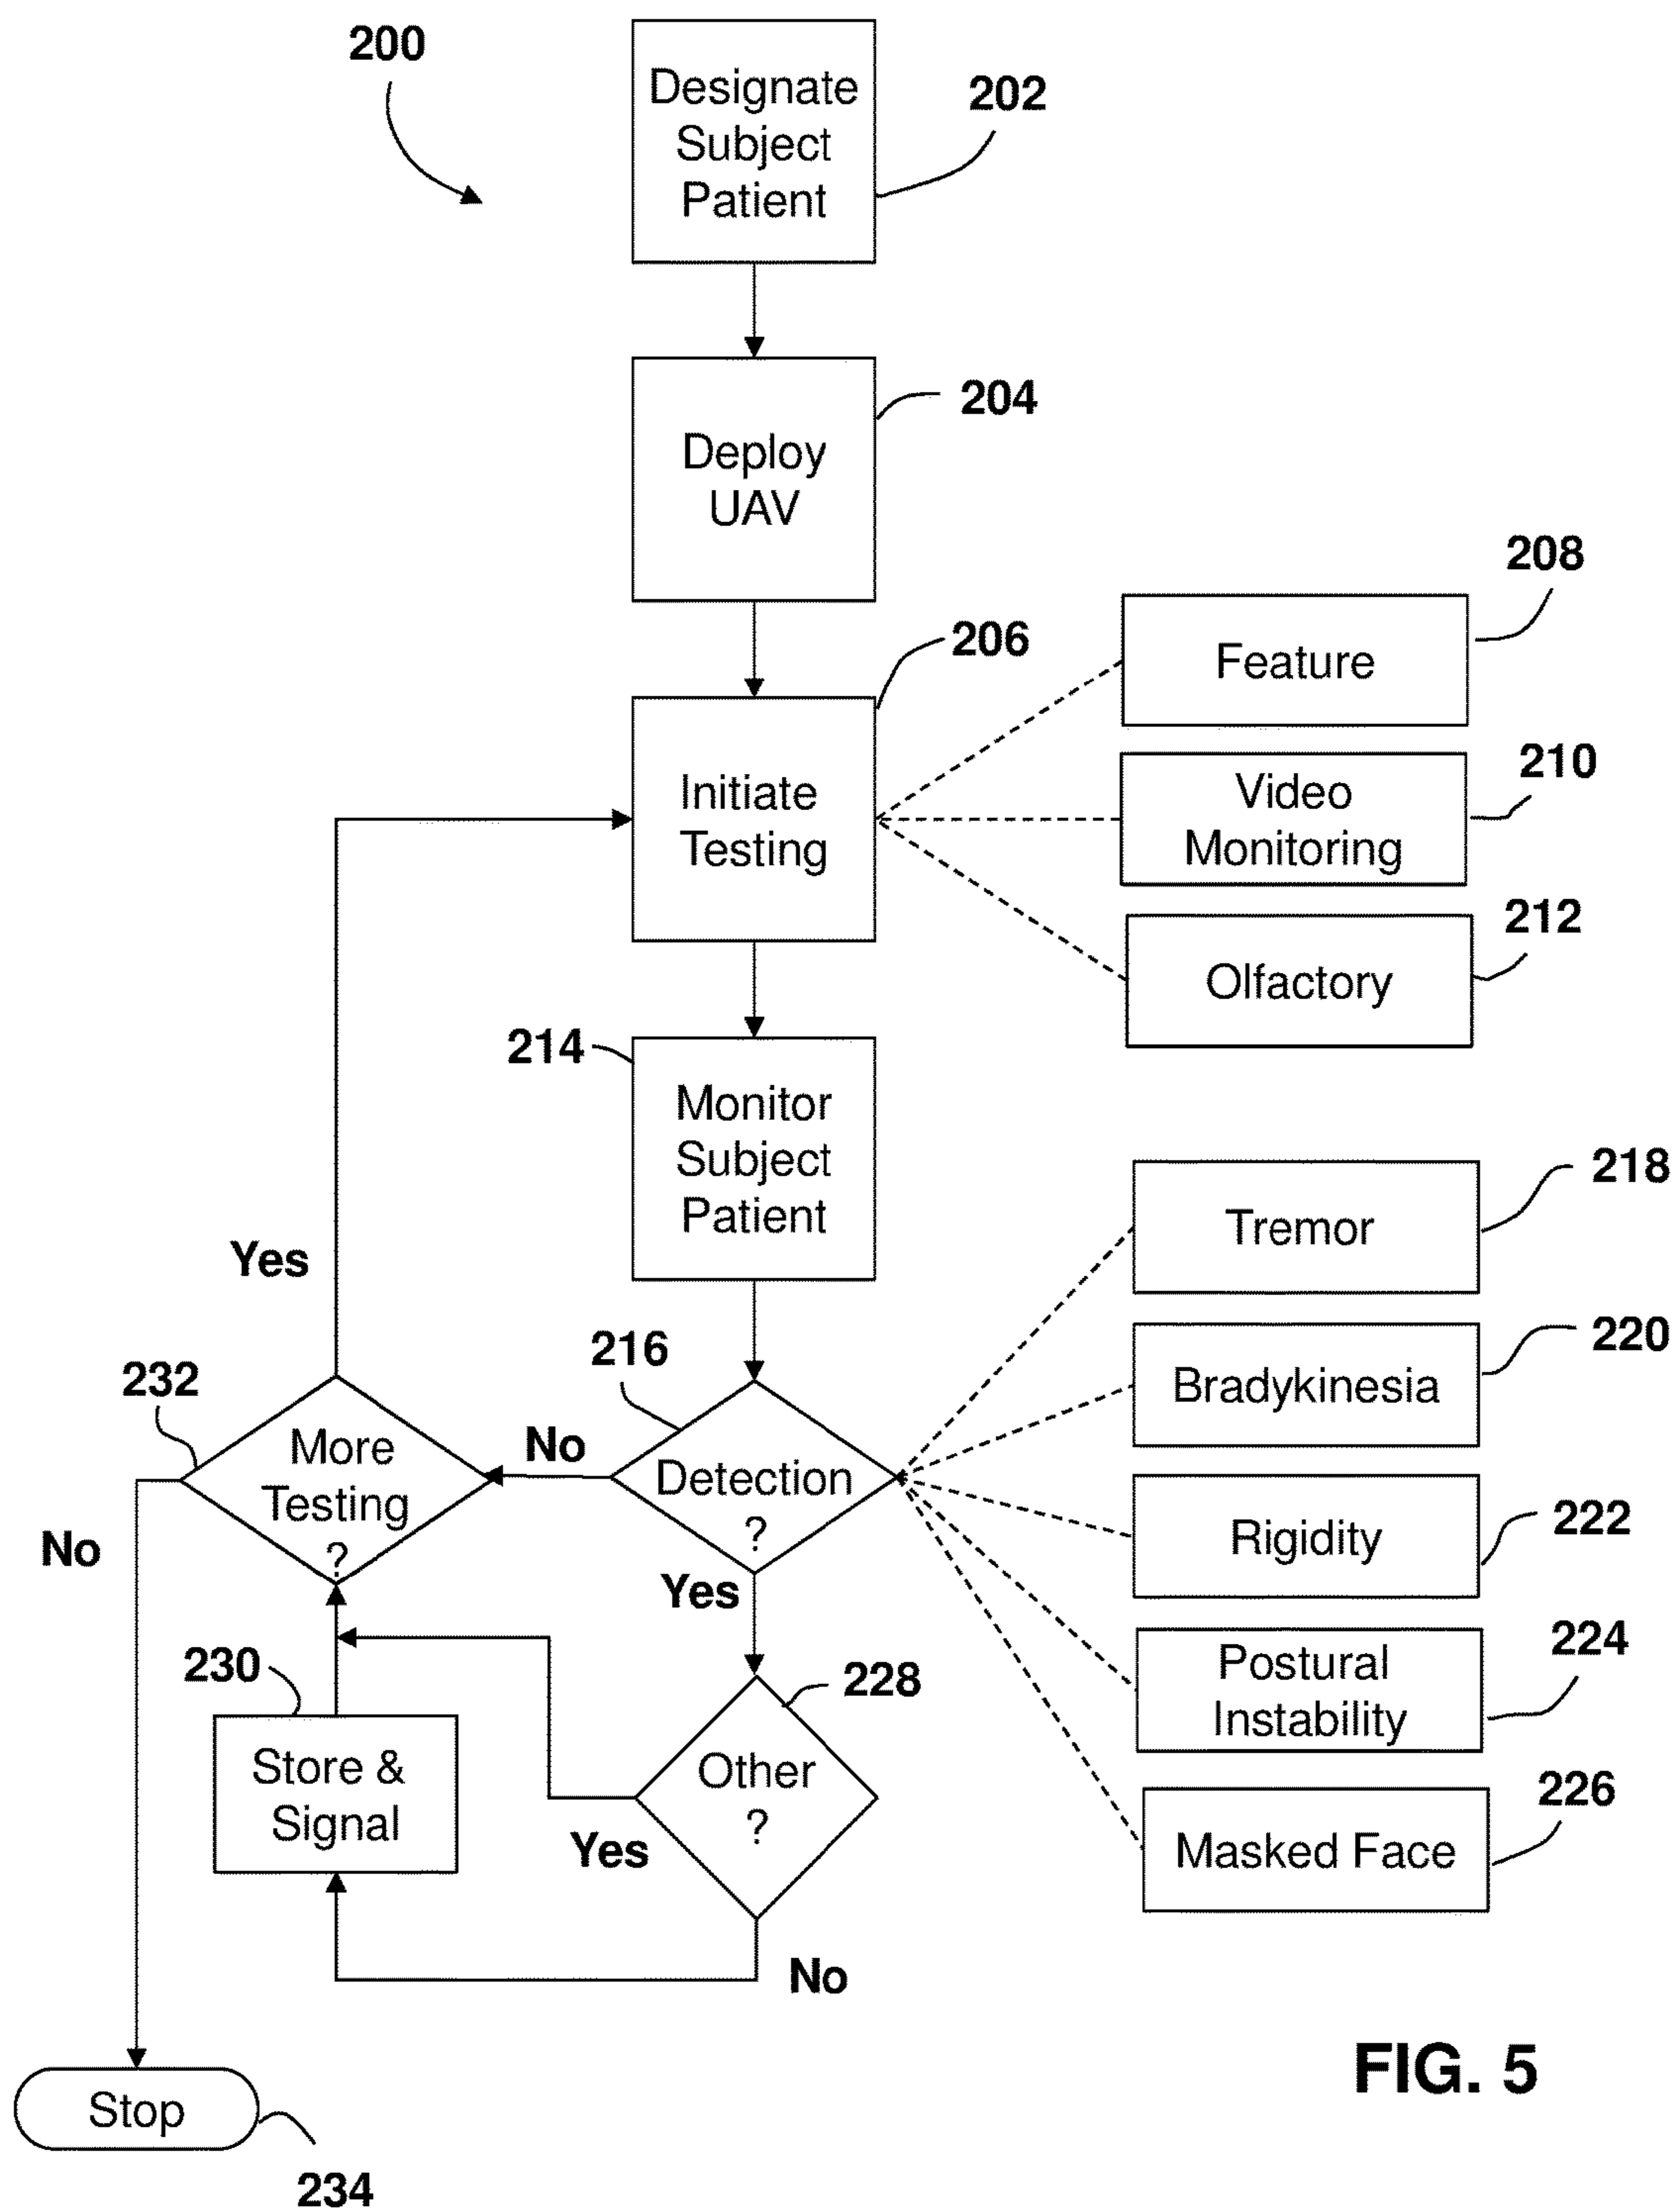 200
Designate
Subject
Patient
202
Deploy
UAV
204
206
Initiate
Testing
208
Feature
210
Video
Monitoring
212
Olfactory
214
Monitor
Subject
Patient
218
Tremor
220
Bradykinesia
222
Rigidity
224
Postural
Instability
226
Masked Face
216
Detection
?
No
Yes
232
More
Testing
?
Yes
No
228
Other
?
Yes
No
230
Store &
Signal
Stop
234
FIG. 5